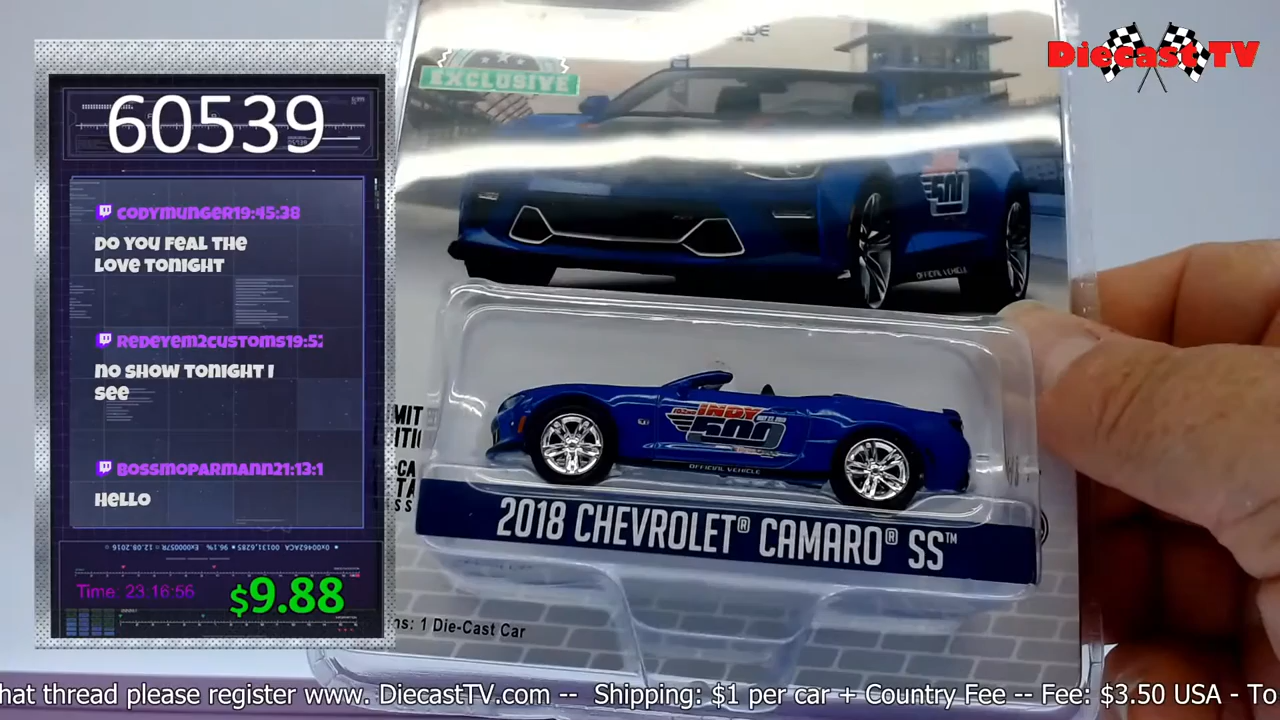 Diecast TV
EXCLUSIVE
60539
codymunger19:45:38
Do you feal the
love tonight
Redeyem2customs19:5
no show tonight I
see
Bossmoparmann21:13:1
Hello
Time: 23:16:56
$9.88
500
OFFICIAL VEHICLE
INDY
500
OFFICIAL VEHICLE
2018 CHEVROLET® CAMARO® SS™
ns: 1 Die-Cast Car
hat thread please register www. DiecastTV.com -- Shipping: $1 per car + Country Fee -- Fee: $3.50 USA - To